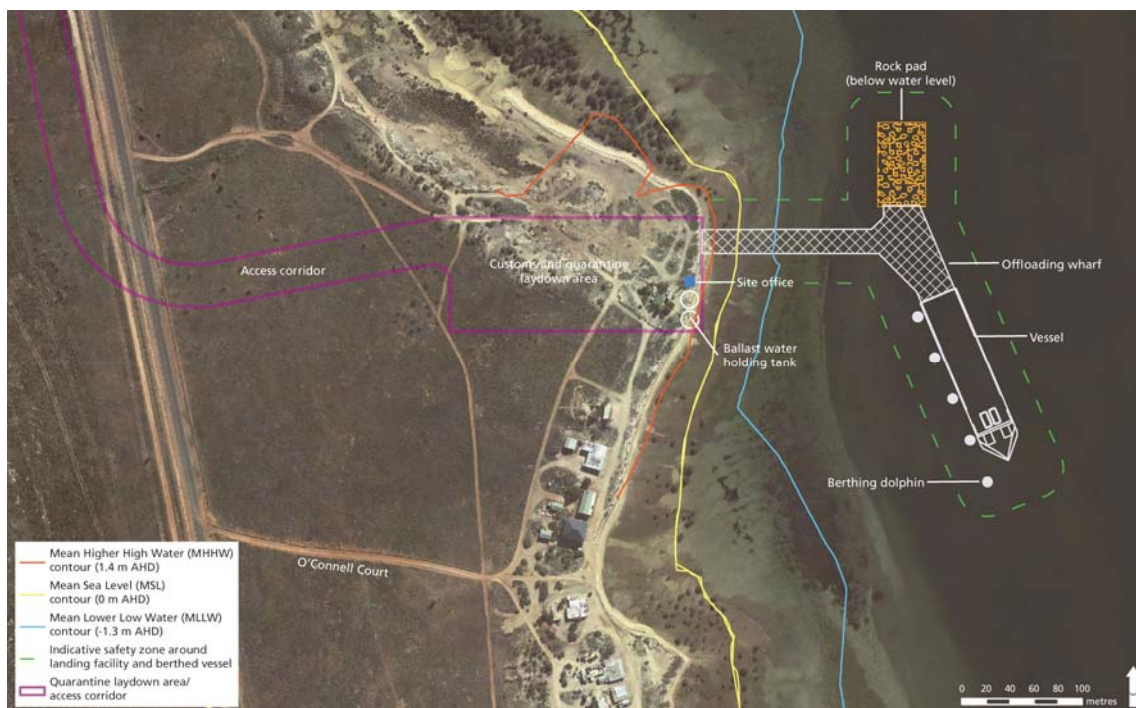 Rock pad
(below water level)
Access corridor
Customs and quarantine
laydown area
Site office
Offloading wharf
Ballast water
holding tank
Vessel
Berthing dolphin
O'Connell Court
Mean Higher High Water (MHHW)
contour (1.4 m AHD)
Mean Sea Level (MSL)
contour (0 m AHD)
Mean Lower Low Water (MLLW)
contour (-1.3 m AHD)
Indicative safety zone around
landing facility and berthed vessel
Quarantine laydown area/
access corridor
0 20 40 60 80 100
metres